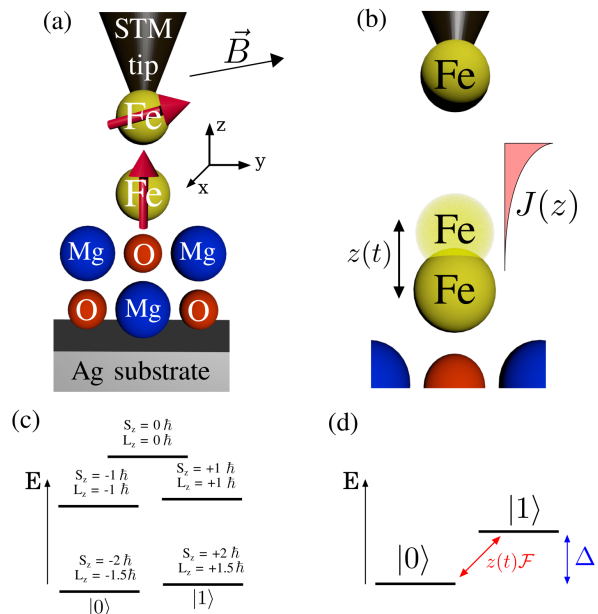 (a)
STM
tip
B⃗
Fe
z
y
x
Fe
Mg
O
Mg
O
Mg
O
Ag substrate
(b)
Fe
J(z)
Fe
z(t)
Fe
(c)
S_z = 0 ħ
L_z = 0 ħ
E
S_z = -1 ħ
L_z = -1 ħ
S_z = +1 ħ
L_z = +1 ħ
S_z = -2 ħ
L_z = -1.5 ħ
S_z = +2 ħ
L_z = +1.5 ħ
|0⟩
|1⟩
(d)
E
|1⟩
|0⟩
z(t)ℱ
Δ